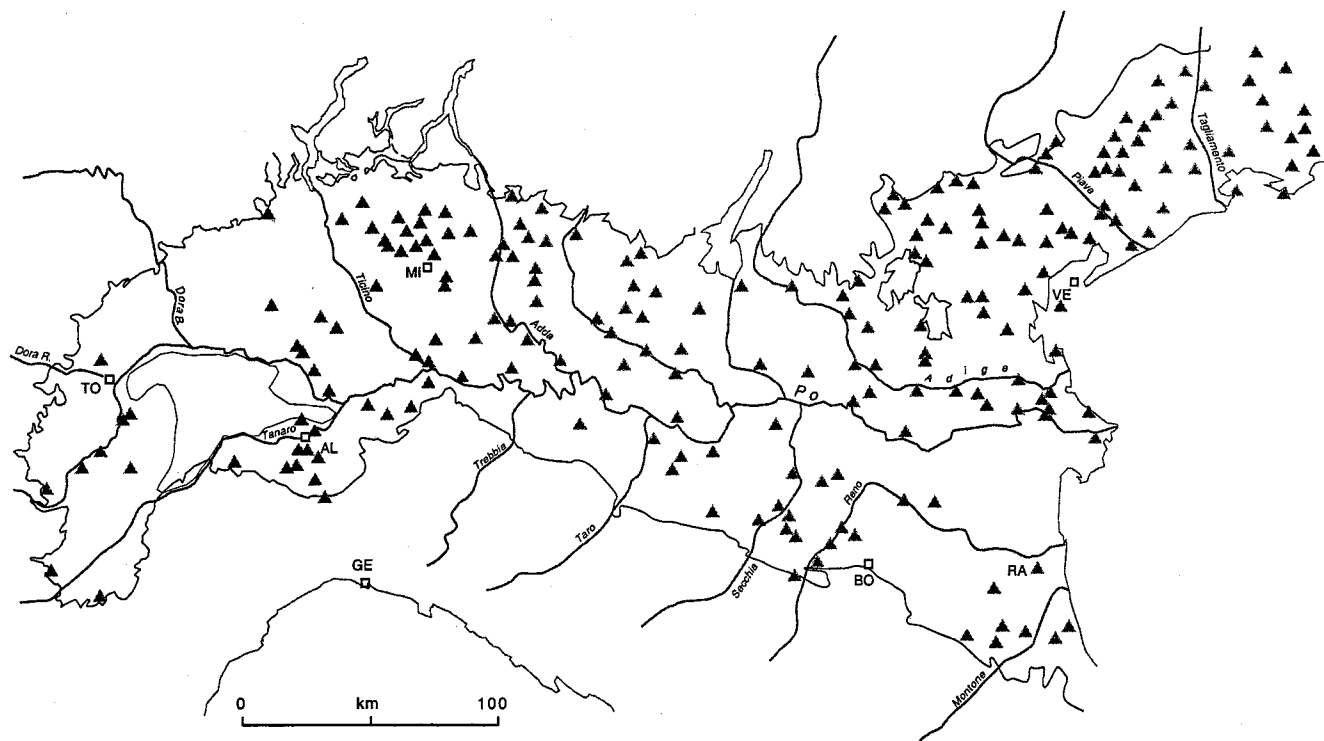 Tagliamento
Piave
MI
Ticino
Dora B.
VE
Adda
Dora R.
TO
Adige
Po
Tanaro
AL
Trebbia
Reno
Taro
GE
Secchia
BO
RA
Montone
0 km 100